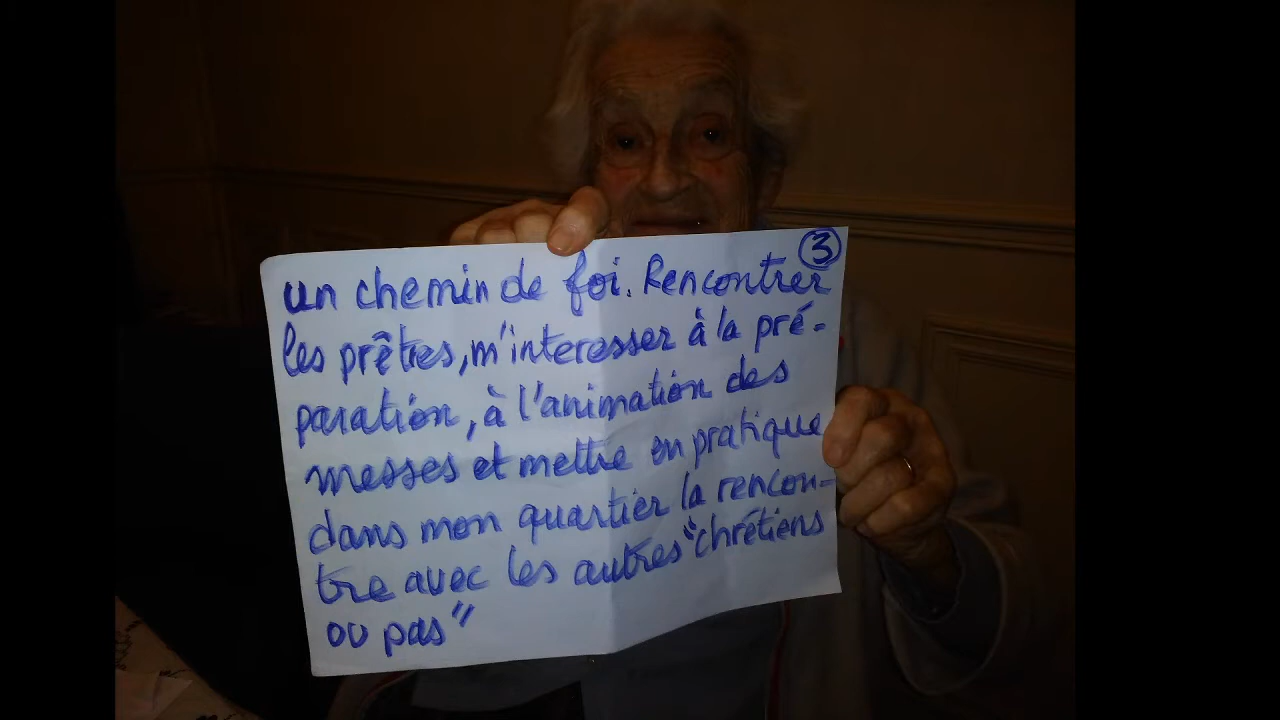 3
un chemin de foi. Rencontrer
les prêtres, m'interesser à la pré-
paration, à l'animation des
messes et mettre en pratique
dans mon quartier la rencon-
tre avec les autres "chrétiens
ou pas"